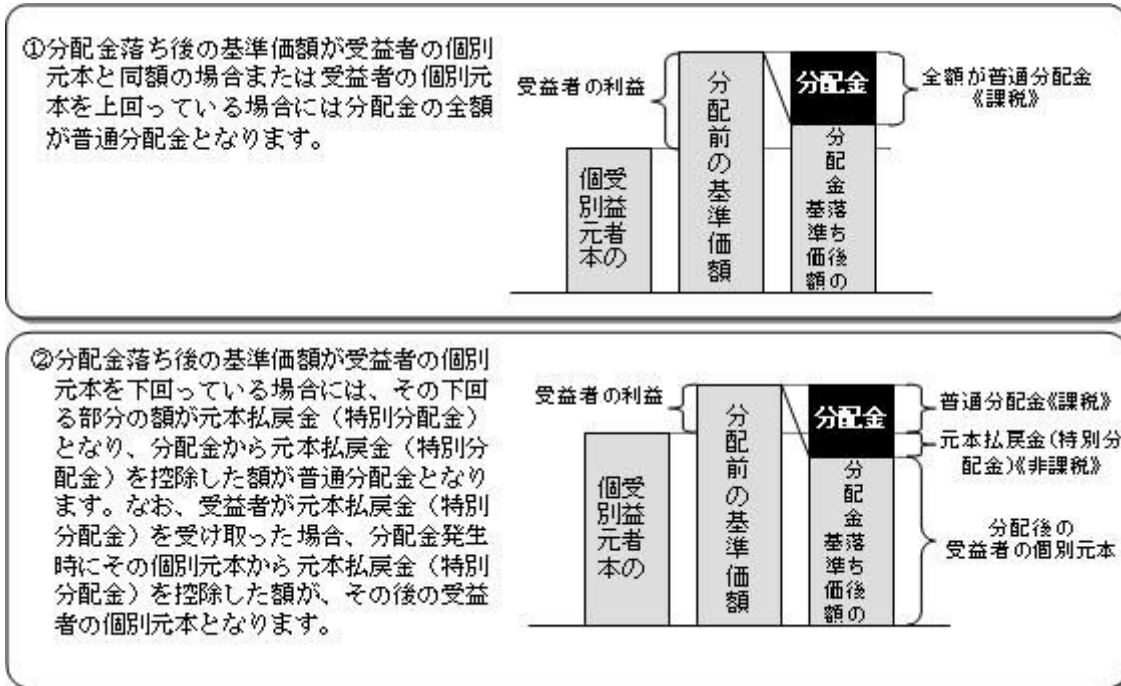 ①分配金落ち後の基準価額が受益者の個別
元本と同額の場合または受益者の個別元
本を上回っている場合には分配金の全額
が普通分配金となります。
受益者の利益
受益者の
個別元本
分配前の基準価額
分配金
分配金落ち後の
基準価額
全額が普通分配金
《課税》
②分配金落ち後の基準価額が受益者の個別
元本を下回っている場合には、その下回
る部分の額が元本払戻金（特別分配金）
となり、分配金から元本払戻金（特別分
配金）を控除した額が普通分配金となり
ます。なお、受益者が元本払戻金（特別
分配金）を受け取った場合、分配金発生
時にその個別元本から元本払戻金（特別
分配金）を控除した額が、その後の受益
者の個別元本となります。
受益者の利益
受益者の
個別元本
分配前の基準価額
分配金
分配金落ち後の
基準価額
普通分配金《課税》
元本払戻金（特別分
配金）《非課税》
分配後の
受益者の個別元本